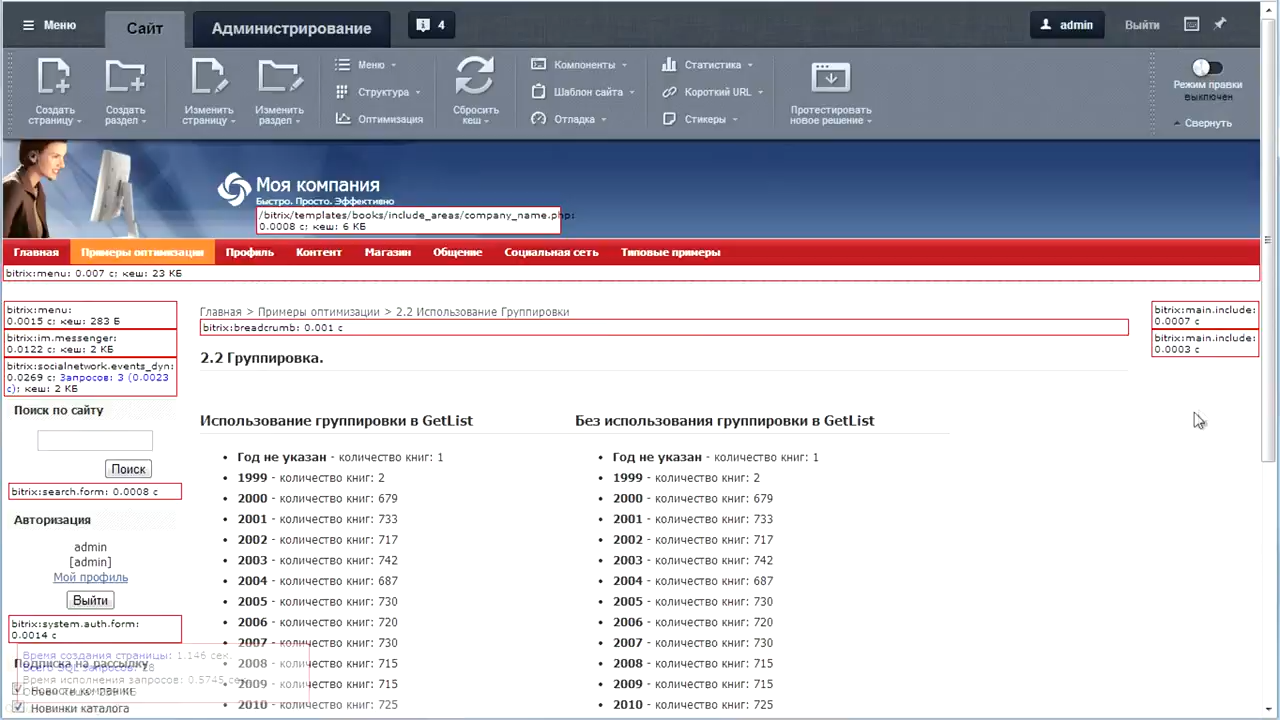 Меню
Сайт
Администрирование
4
admin
Выйти
Создать страницу
Создать раздел
Изменить страницу
Изменить раздел
Меню
Структура
Оптимизация
Сбросить кеш
Компоненты
Шаблон сайта
Отладка
Статистика
Короткий URL
Стикеры
Протестировать новое решение
Режим правки
выключен
Свернуть
Моя компания
Быстро. Просто. Эффективно
/bitrix/templates/books/include_areas/company_name.php:
0.0008 с; кеш: 6 КБ
Главная Примеры оптимизации Профиль Контент Магазин Общение Социальная сеть Типовые примеры
bitrix:menu: 0.007 с; кеш: 23 КБ
bitrix:menu:
0.0015 с; кеш: 283 Б
bitrix:im.messenger:
0.0122 с; кеш: 2 КБ
bitrix:socialnetwork.events_dyn:
0.0269 с; Запросов: 3 (0.0023
с); кеш: 2 КБ
Поиск по сайту
Поиск
bitrix:search.form: 0.0008 с
Авторизация
admin
[admin]
Мой профиль
Выйти
bitrix:system.auth.form:
0.0014 с
Подписка на рассылку
Время создания страницы: 1.146 сек.
Всего SQL запросов: 28
Время исполнения запросов: 0.5745 сек.
Новости компании
Новинки каталога
Главная > Примеры оптимизации > 2.2 Использование Группировки
bitrix:breadcrumb: 0.001 с
2.2 Группировка.
Использование группировки в GetList
Год не указан - количество книг: 1
1999 - количество книг: 2
2000 - количество книг: 679
2001 - количество книг: 733
2002 - количество книг: 717
2003 - количество книг: 742
2004 - количество книг: 687
2005 - количество книг: 730
2006 - количество книг: 720
2007 - количество книг: 730
2008 - количество книг: 715
2009 - количество книг: 715
2010 - количество книг: 725
Без использования группировки в GetList
Год не указан - количество книг: 1
1999 - количество книг: 2
2000 - количество книг: 679
2001 - количество книг: 733
2002 - количество книг: 717
2003 - количество книг: 742
2004 - количество книг: 687
2005 - количество книг: 730
2006 - количество книг: 720
2007 - количество книг: 730
2008 - количество книг: 715
2009 - количество книг: 715
2010 - количество книг: 725
bitrix:main.include:
0.0007 с
bitrix:main.include:
0.0003 с